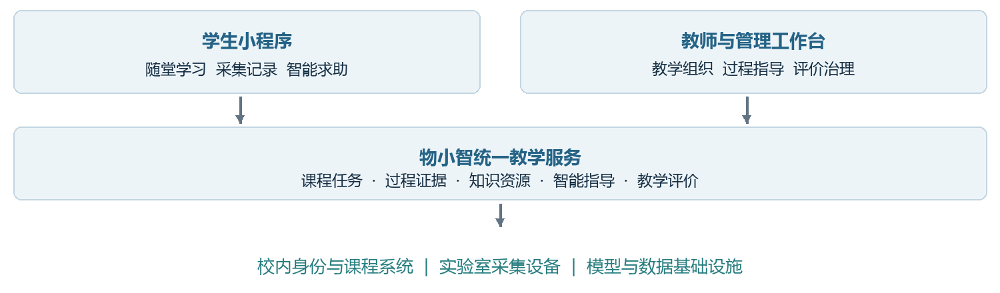 学生小程序
随堂学习 采集记录 智能求助
教师与管理工作台
教学组织 过程指导 评价治理
物小智统一教学服务
课程任务 · 过程证据 · 知识资源 · 智能指导 · 教学评价
校内身份与课程系统 | 实验室采集设备 | 模型与数据基础设施